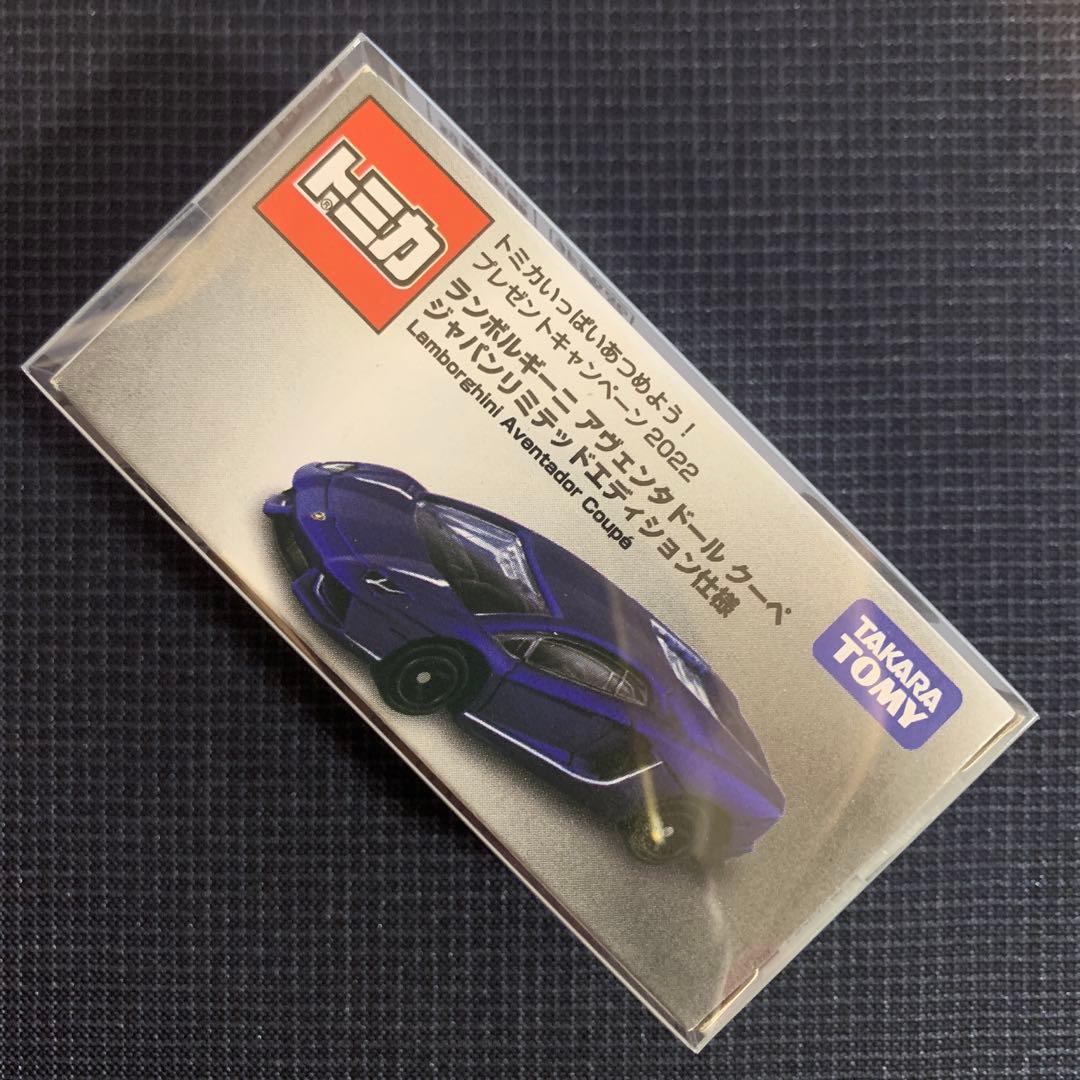 トミカ®
トミカいっぱいあつめよう!
プレゼントキャンペーン2022
ランボルギーニ アヴェンタドール クーペ
ジャパンリミテッドエディション仕様
Lamborghini Aventador Coupé
TAKARA
TOMY